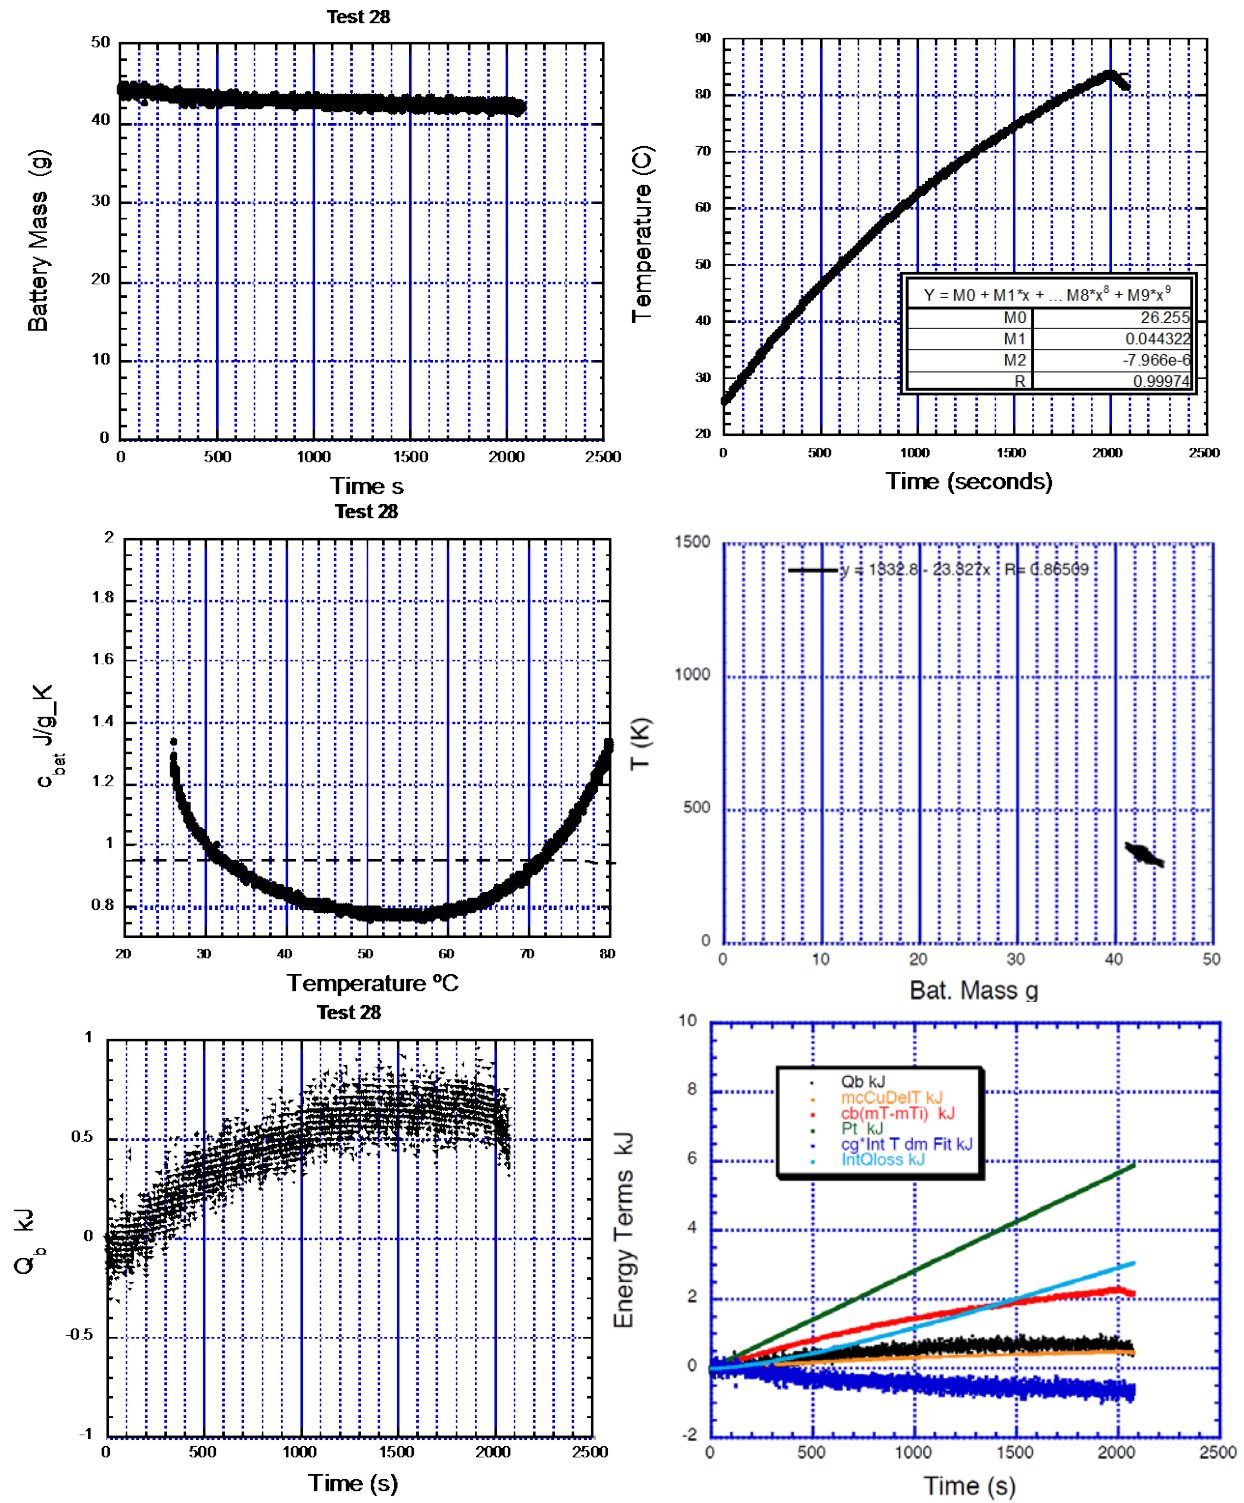 Test 28
50
40
30
20
10
0
Battery Mass (g)
0 500 1000 1500 2000 2500
Time s
90
80
70
60
50
40
30
20
Temperature (C)
Y = M0 + M1*x + ... M8*x^8 + M9*x^9
M0 26.255
M1 0.044322
M2 -7.966e-6
R 0.99974
0 500 1000 1500 2000 2500
Time (seconds)
Test 28
2
1.8
1.6
1.4
1.2
1
0.8
c_bat J/g_K
20 30 40 50 60 70 80
Temperature ºC
1500
1000
500
0
T (K)
y = 1332.8 - 23.327x R= 0.86509
0 10 20 30 40 50
Bat. Mass g
Test 28
1
0.5
0
-0.5
-1
Q_b kJ
0 500 1000 1500 2000 2500
Time (s)
10
8
6
4
2
0
-2
Energy Terms kJ
Qb kJ
mcCuDelT kJ
cb(mT-mTi) kJ
Pt kJ
cg*Int T dm Fit kJ
IntQloss kJ
0 500 1000 1500 2000 2500
Time (s)